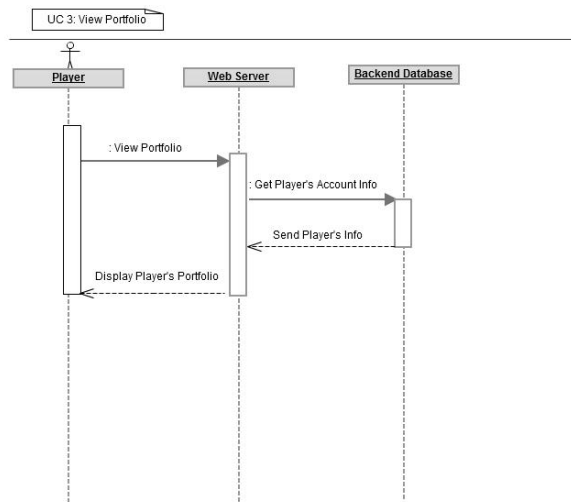 UC 3: View Portfolio
Player
Web Server
Backend Database
: View Portfolio
: Get Player's Account Info
Send Player's Info
Display Player's Portfolio